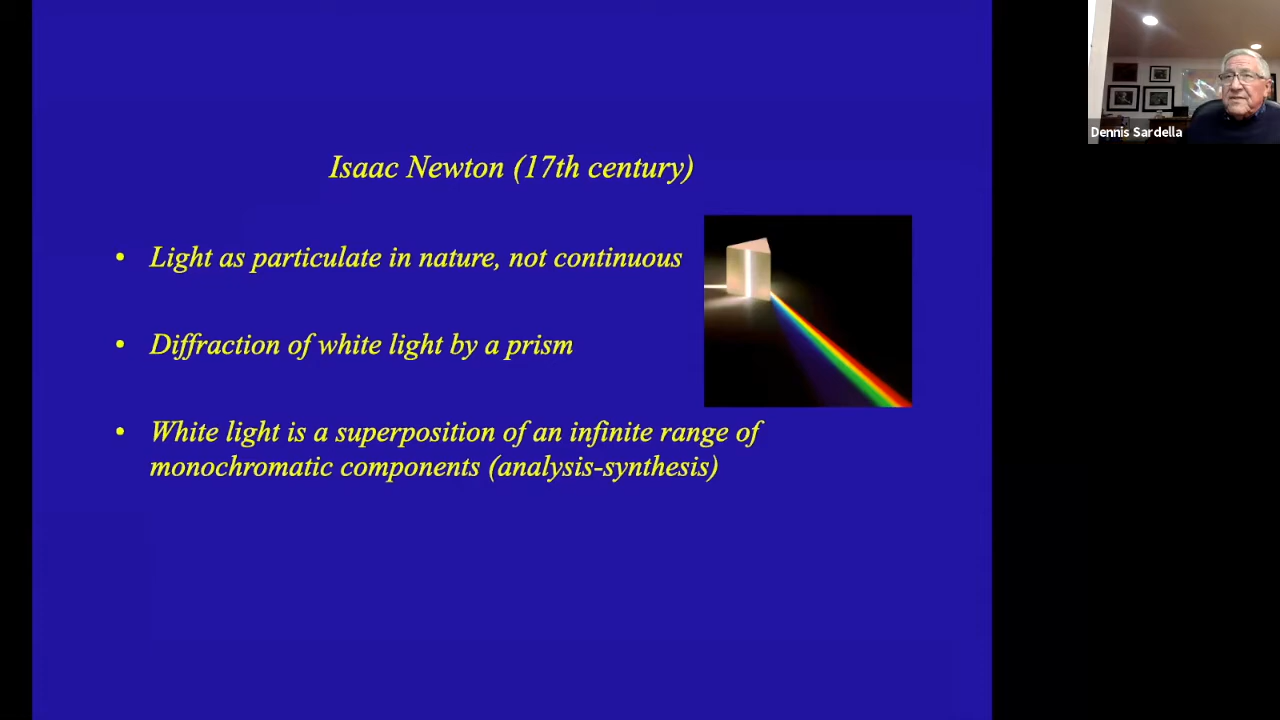 Isaac Newton (17th century)
• Light as particulate in nature, not continuous
• Diffraction of white light by a prism
• White light is a superposition of an infinite range of
monochromatic components (analysis-synthesis)
Dennis Sardella